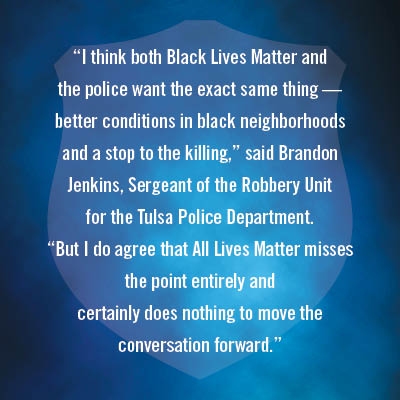 “I think both Black Lives Matter and
the police want the exact same thing —
better conditions in black neighborhoods
and a stop to the killing,” said Brandon
Jenkins, Sergeant of the Robbery Unit
for the Tulsa Police Department.
“But I do agree that All Lives Matter misses
the point entirely and
certainly does nothing to move the
conversation forward.”